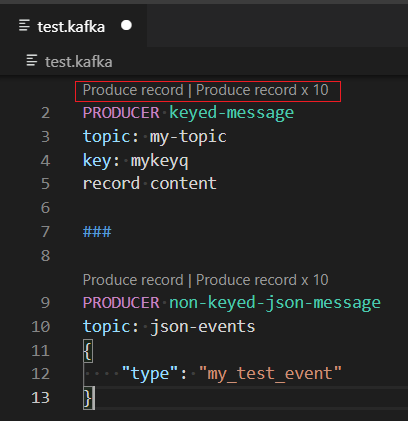 test.kafka
test.kafka
Produce record | Produce record x 10
2 PRODUCER keyed-message
3 topic: my-topic
4 key: mykeyq
5 record content
6
7 ###
8
Produce record | Produce record x 10
9 PRODUCER non-keyed-json-message
10 topic: json-events
11 {
12 "type": "my_test_event"
13 }